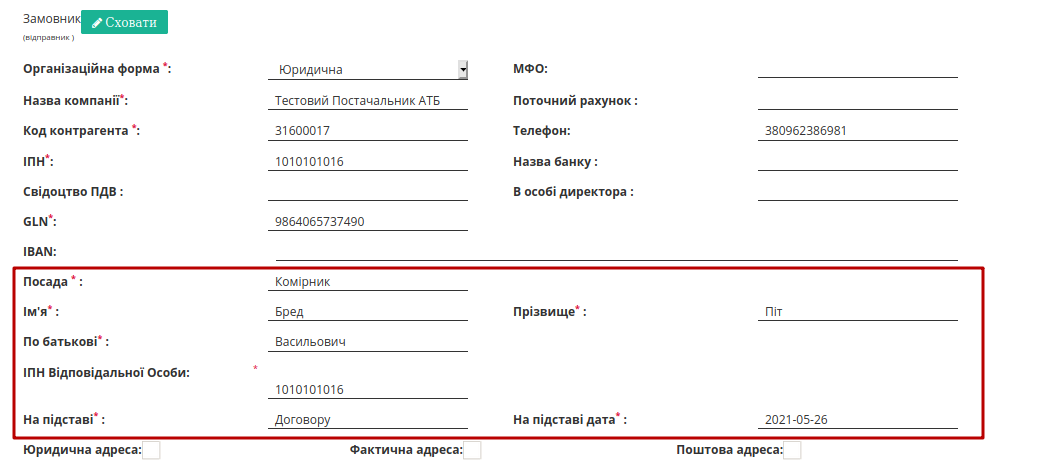 Замовник Сховати
(відправник )
Організаційна форма *: Юридична МФО:
Назва компанії*: Тестовий Постачальник АТБ Поточний рахунок :
Код контрагента *: 31600017 Телефон: 380962386981
ІПН*: 1010101016 Назва банку :
Свідоцтво ПДВ : В особі директора :
GLN*: 9864065737490
IBAN:
Посада * : Комірник
Ім'я* : Бред Прізвище* : Піт
По батькові* : Васильович
ІПН Відповідальної Особи: *
1010101016
На підставі* : Договору На підставі дата* : 2021-05-26
Юридична адреса: Фактична адреса: Поштова адреса: